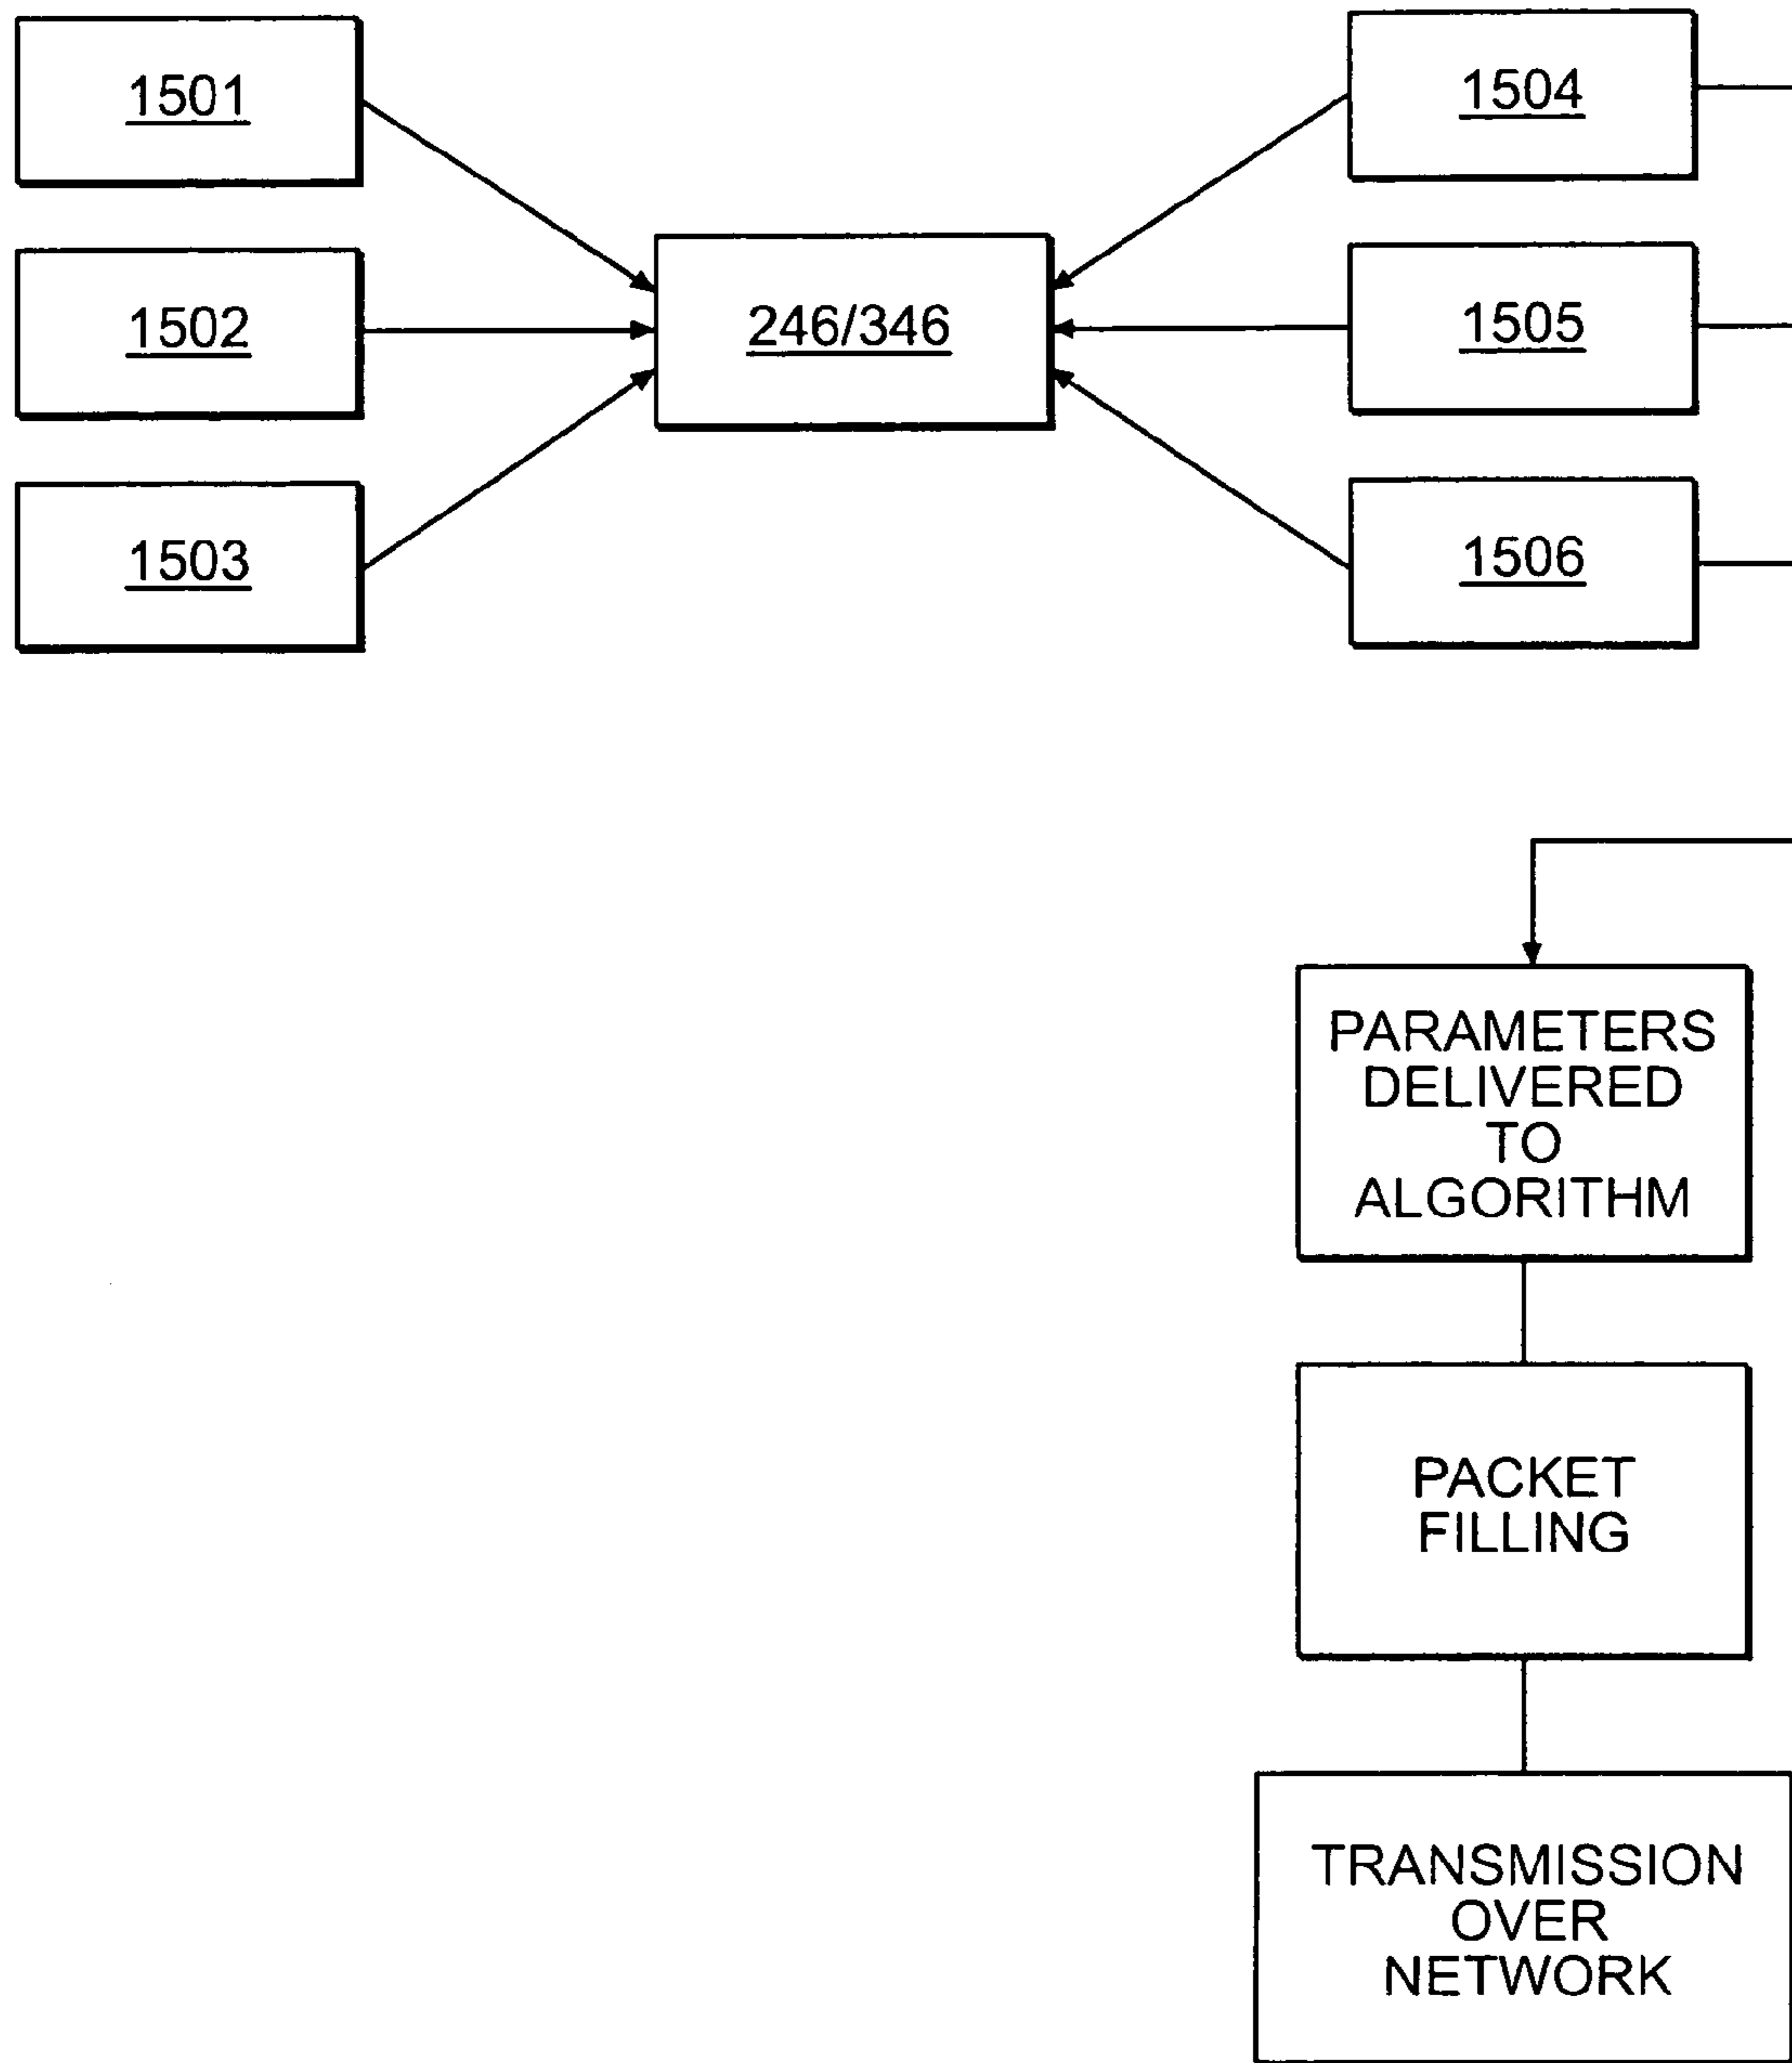 1501
1504
1502
246/346
1505
1503
1506
PARAMETERS
DELIVERED
TO
ALGORITHM
PACKET
FILLING
TRANSMISSION
OVER
NETWORK